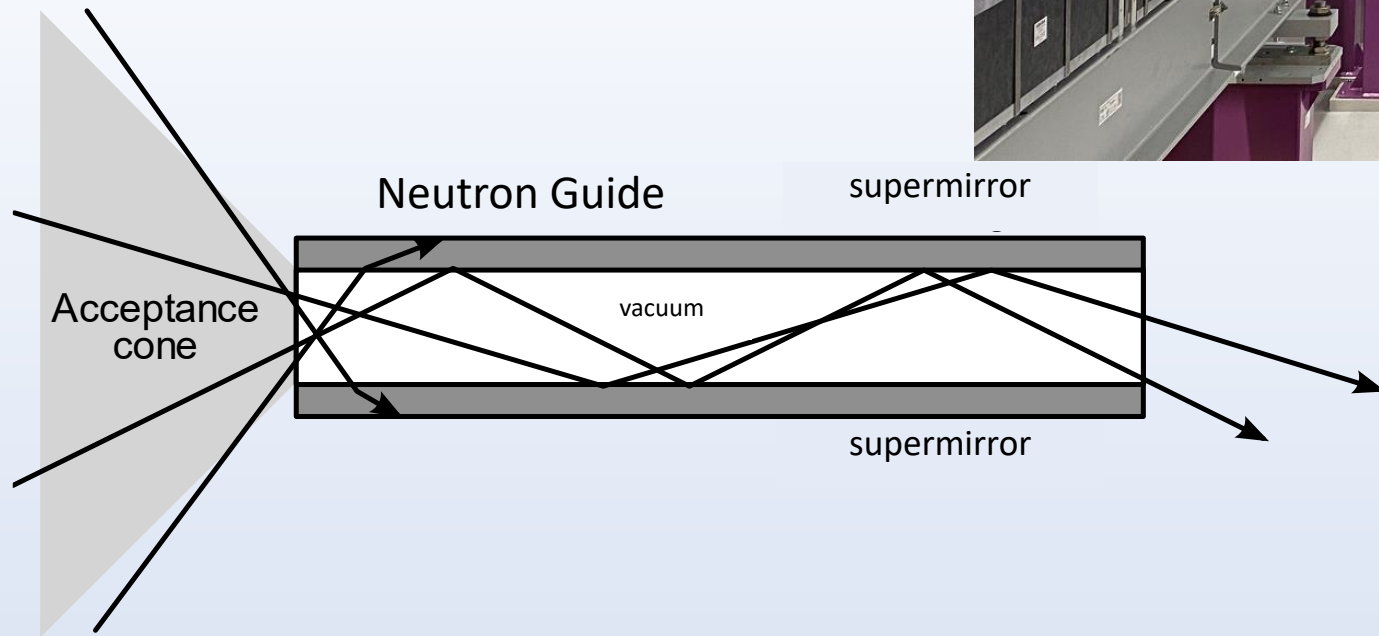 Neutron Guide
supermirror
Acceptance
cone
vacuum
supermirror